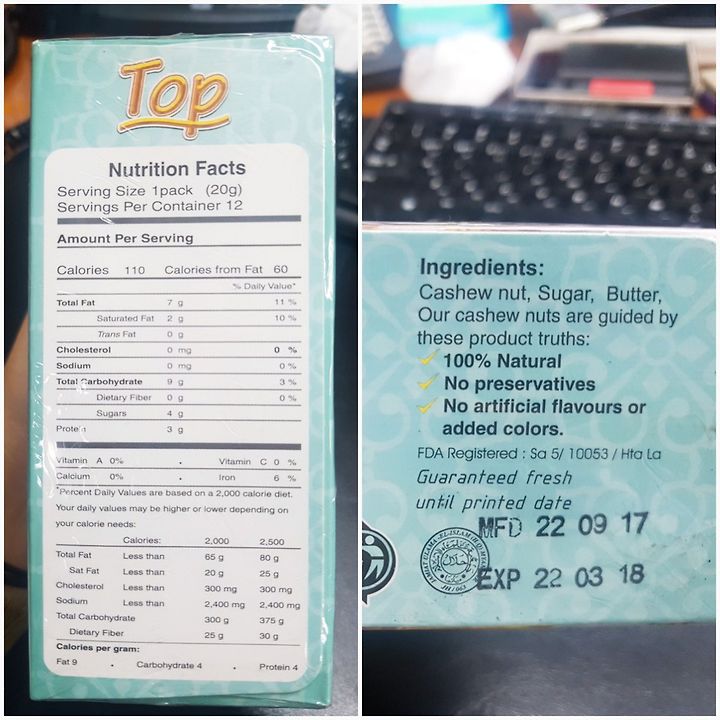 Top
Nutrition Facts
Serving Size 1pack (20g)
Servings Per Container 12
Amount Per Serving
Calories 110 Calories from Fat 60
% Daily Value*
Total Fat 7 g 11 %
Saturated Fat 2 g 10 %
Trans Fat 0 g
Cholesterol 0 mg 0 %
Sodium 0 mg 0 %
Total Carbohydrate 9 g 3 %
Dietary Fiber 0 g 0 %
Sugars 4 g
Protein 3 g
Vitamin A 0% . Vitamin C 0 %
Calcium 0% . Iron 6 %
*Percent Daily Values are based on a 2,000 calorie diet.
Your daily values may be higher or lower depending on
your calorie needs:
Calories: 2,000 2,500
Total Fat Less than 65 g 80 g
Sat Fat Less than 20 g 25 g
Cholesterol Less than 300 mg 300 mg
Sodium Less than 2,400 mg 2,400 mg
Total Carbohydrate 300 g 375 g
Dietary Fiber 25 g 30 g
Calories per gram:
Fat 9 . Carbohydrate 4 . Protein 4
Ingredients:
Cashew nut, Sugar, Butter,
Our cashew nuts are guided by
these product truths:
100% Natural
No preservatives
No artificial flavours or
added colors.
FDA Registered : Sa 5/ 10053 / Hta La
Guaranteed fresh
until printed date
MFD 22 09 17
EXP 22 03 18